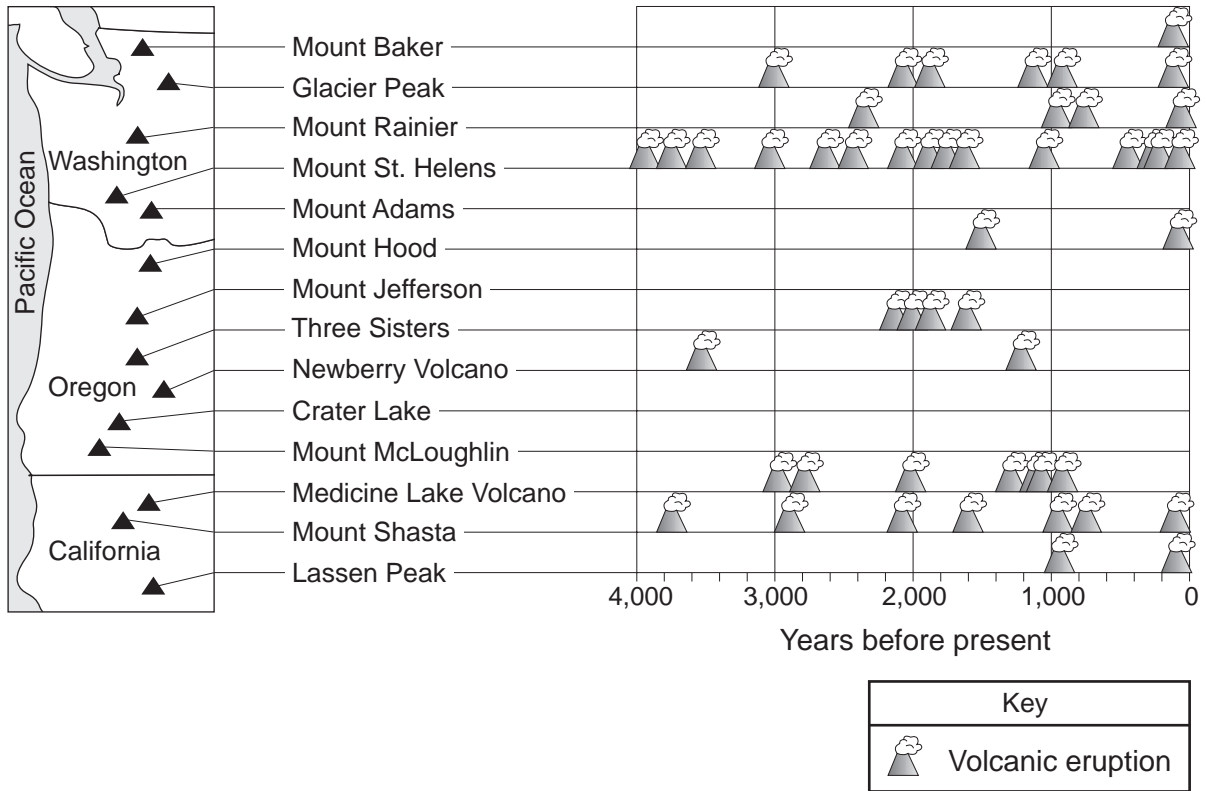 Pacific Ocean
Washington
Oregon
California
Mount Baker
Glacier Peak
Mount Rainier
Mount St. Helens
Mount Adams
Mount Hood
Mount Jefferson
Three Sisters
Newberry Volcano
Crater Lake
Mount McLoughlin
Medicine Lake Volcano
Mount Shasta
Lassen Peak
4,000 3,000 2,000 1,000 0
Years before present
Key
Volcanic eruption